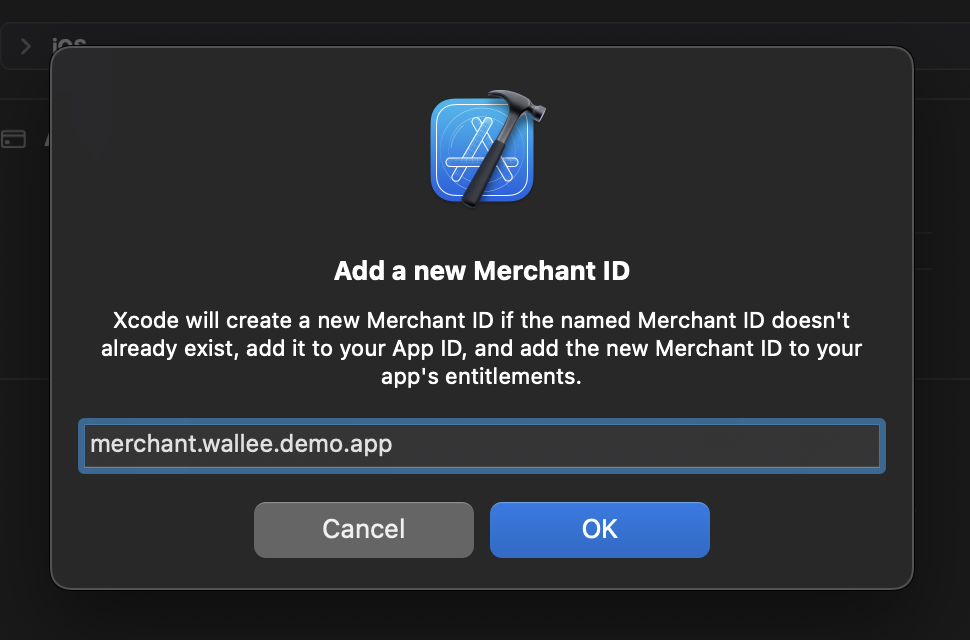 iOS
Add a new Merchant ID
Xcode will create a new Merchant ID if the named Merchant ID doesn't
already exist, add it to your App ID, and add the new Merchant ID to your
app's entitlements.
merchant.wallee.demo.app
Cancel
OK